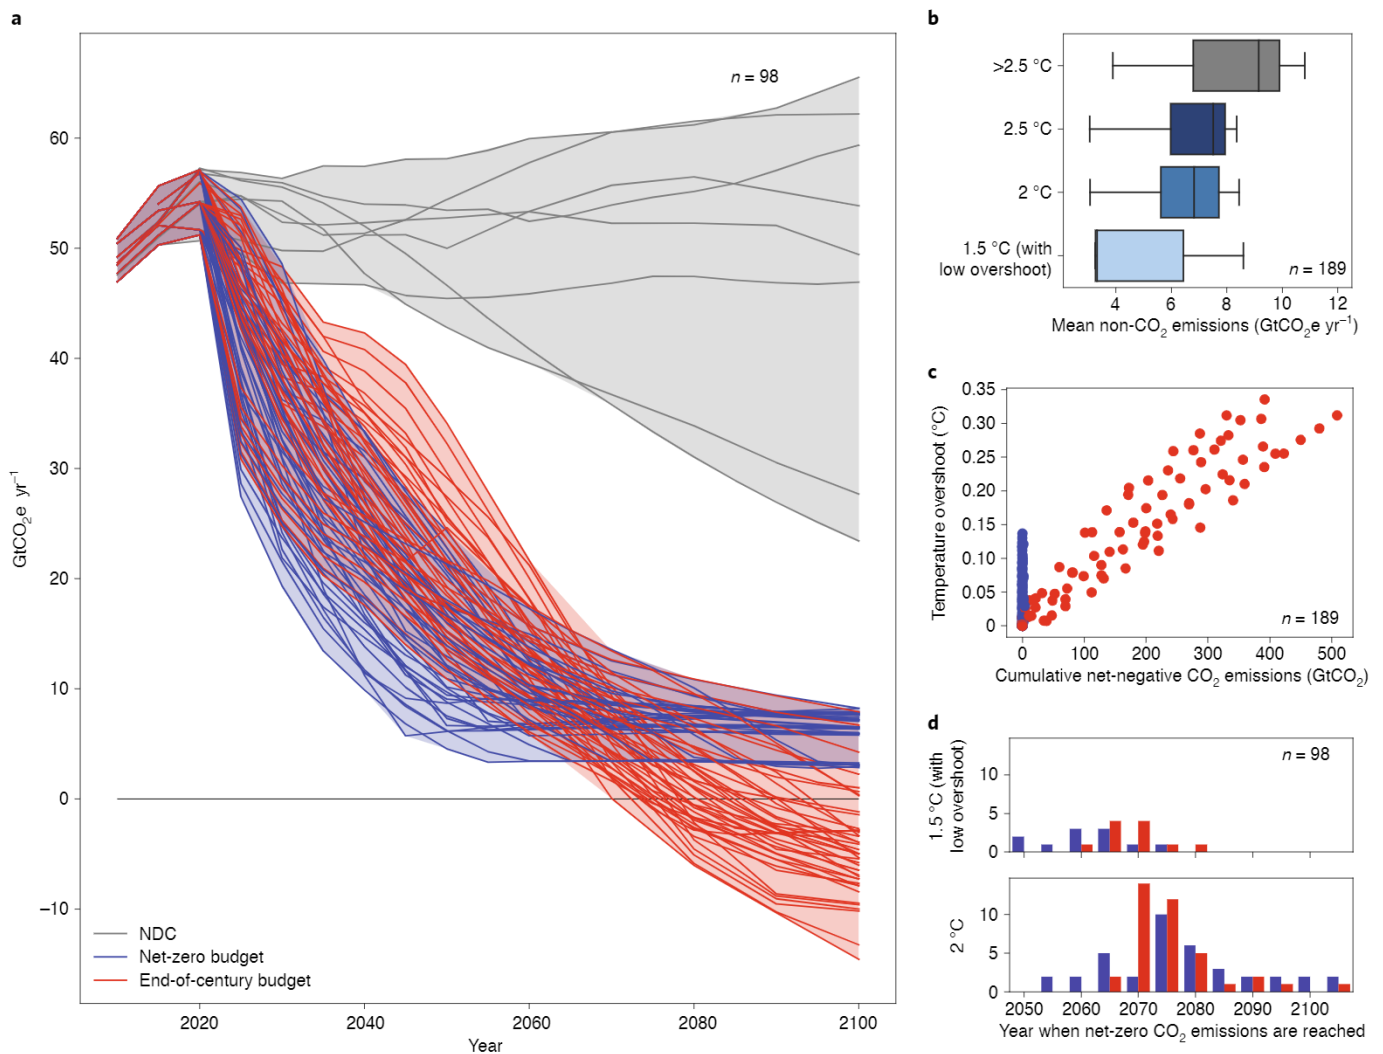 a
n = 98
60
50
40
30
20
10
0
−10
GtCO2e yr−1
NDC
Net-zero budget
End-of-century budget
2020
2040
2060
2080
2100
Year
b
>2.5 °C
2.5 °C
2 °C
1.5 °C (with
low overshoot)
n = 189
4
6
8
10
12
Mean non-CO2 emissions (GtCO2e yr−1)
c
0.35
0.30
0.25
0.20
0.15
0.10
0.05
0
Temperature overshoot (°C)
n = 189
0
100
200
300
400
500
Cumulative net-negative CO2 emissions (GtCO2)
d
1.5 °C (with
low overshoot)
n = 98
10
5
0
2 °C
10
5
0
2050
2060
2070
2080
2090
2100
Year when net-zero CO2 emissions are reached